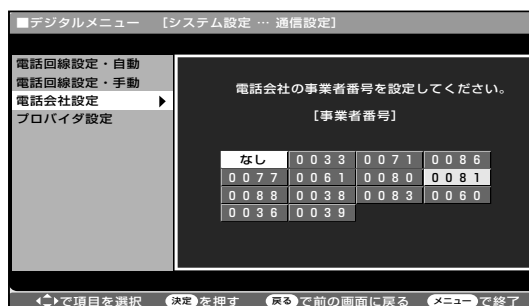 ■デジタルメニュー [システム設定 … 通信設定]
電話回線設定・自動
電話回線設定・手動
電話会社設定 ▶
プロバイダ設定
電話会社の事業者番号を設定してください。
[事業者番号]
なし 0033 0071 0086
0077 0061 0080 0081
0088 0038 0083 0060
0036 0039
で項目を選択 決定を押す 戻るで前の画面に戻る メニューで終了